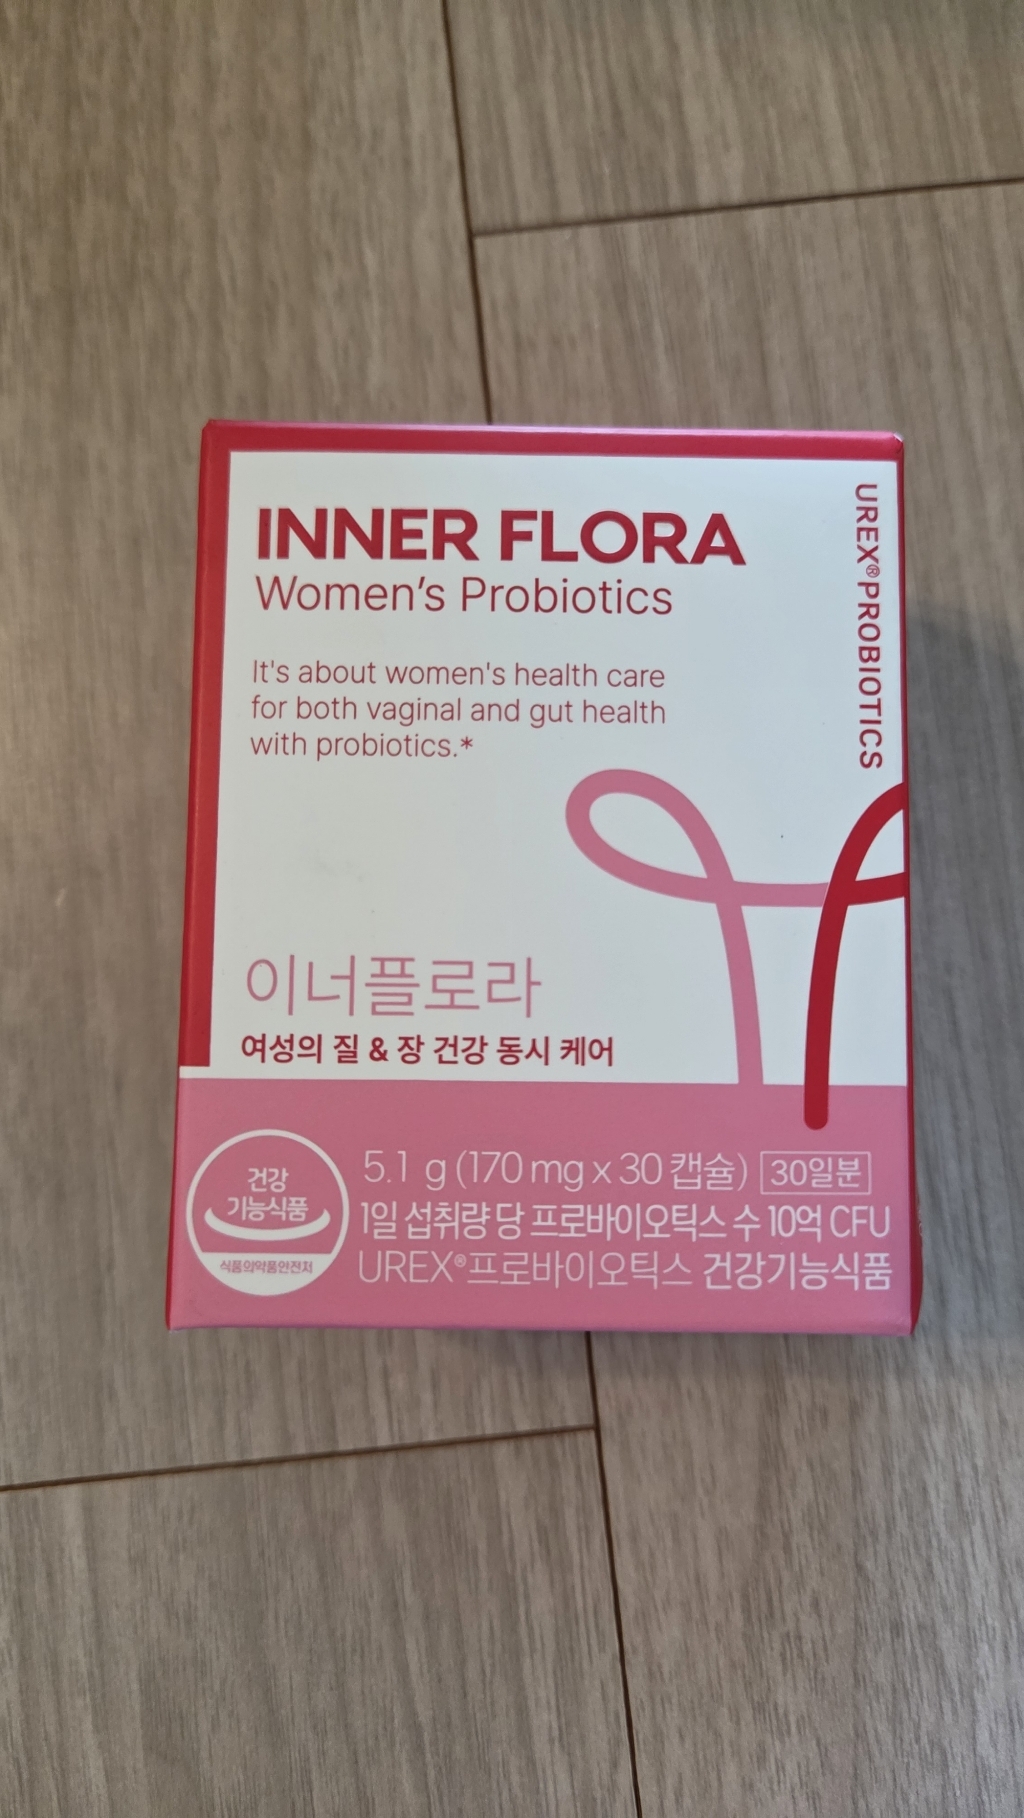 INNER FLORA
Women's Probiotics
It's about women's health care
for both vaginal and gut health
with probiotics.*
UREX®PROBIOTICS
이너플로라
여성의 질 & 장 건강 동시 케어
건강
기능식품
식품의약품안전처
5.1 g (170 mg x 30 캡슐) 30일분
1일 섭취량 당 프로바이오틱스 수 10억 CFU
UREX®프로바이오틱스 건강기능식품